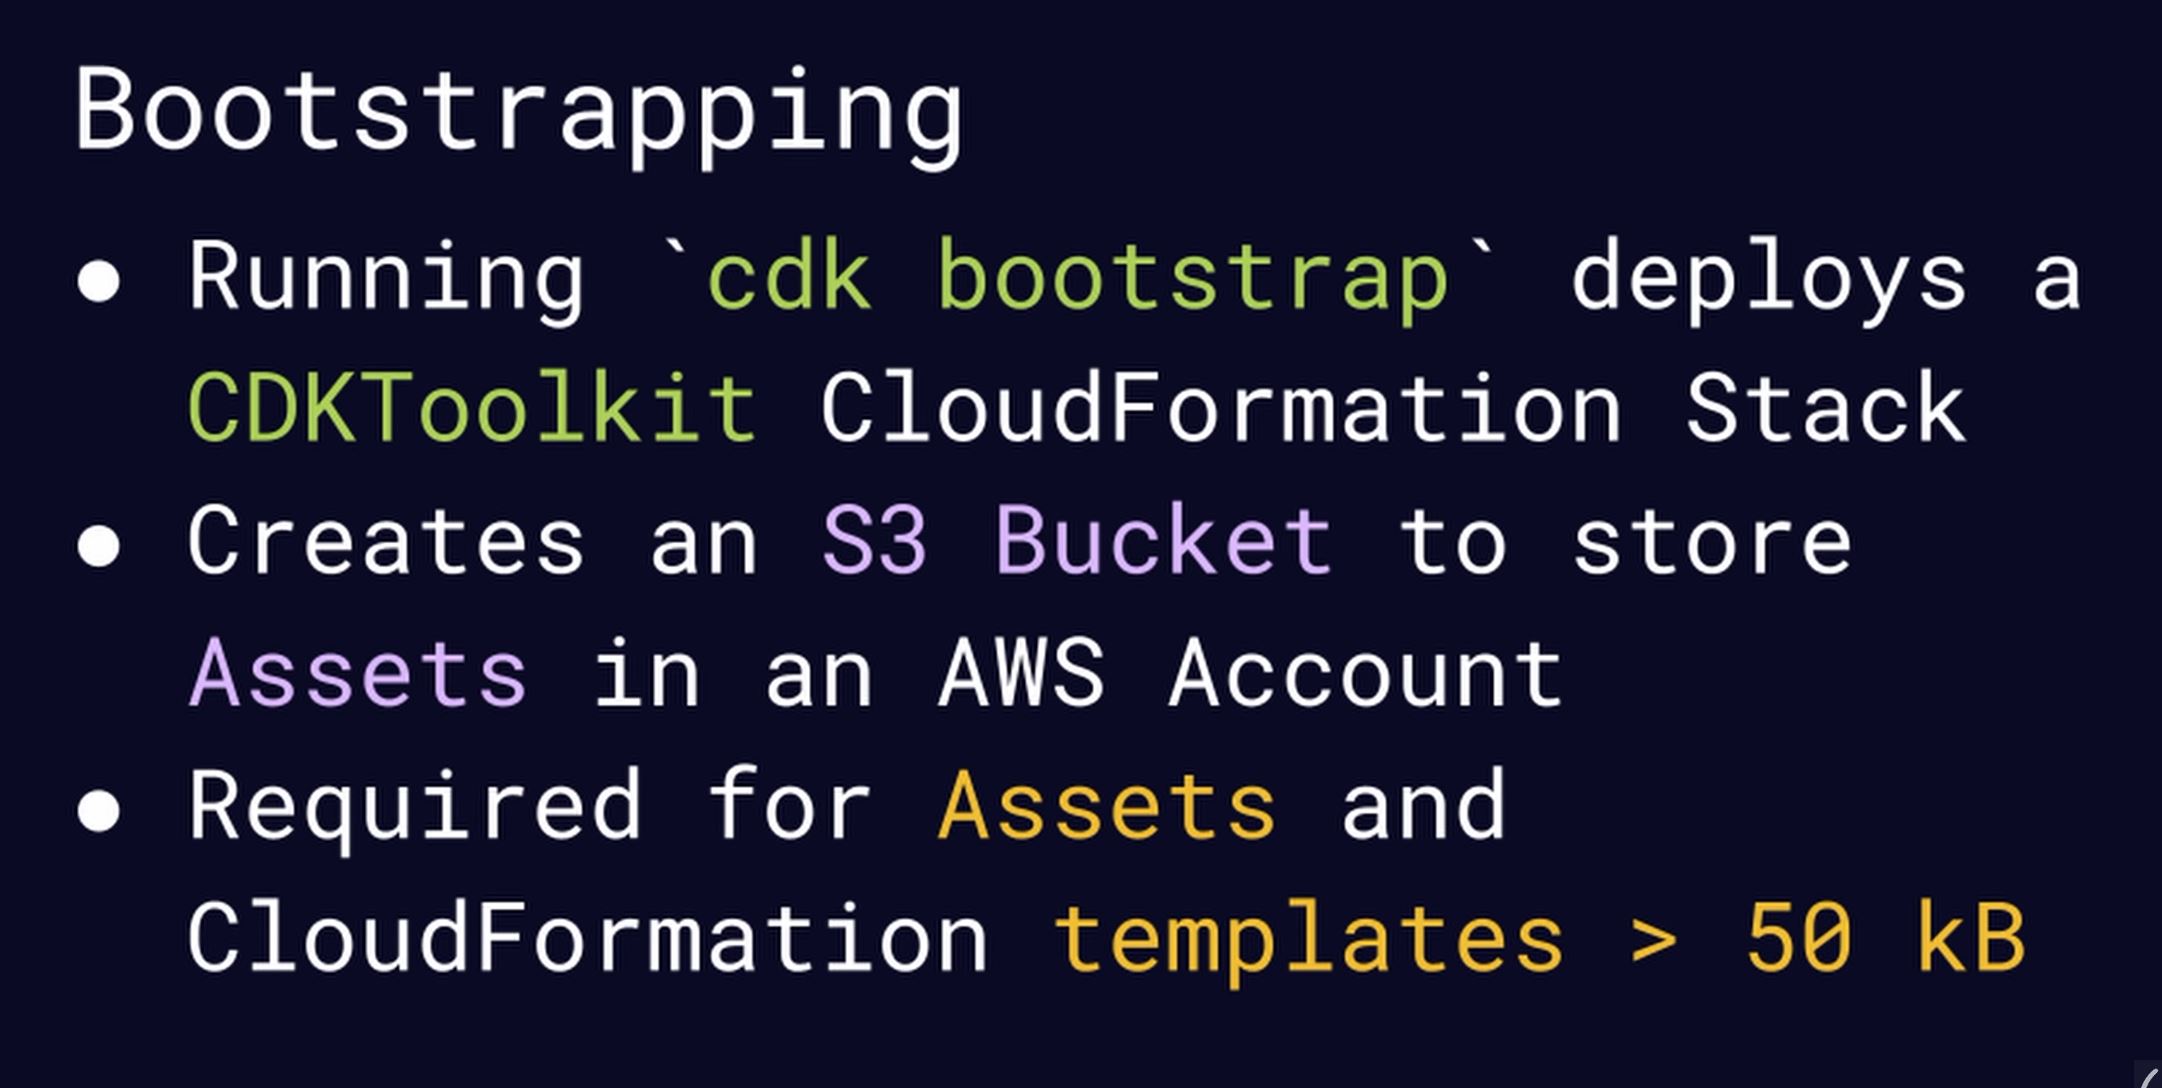 Bootstrapping
● Running `cdk bootstrap` deploys a
CDKToolkit CloudFormation Stack
● Creates an S3 Bucket to store
Assets in an AWS Account
● Required for Assets and
CloudFormation templates > 50 kB